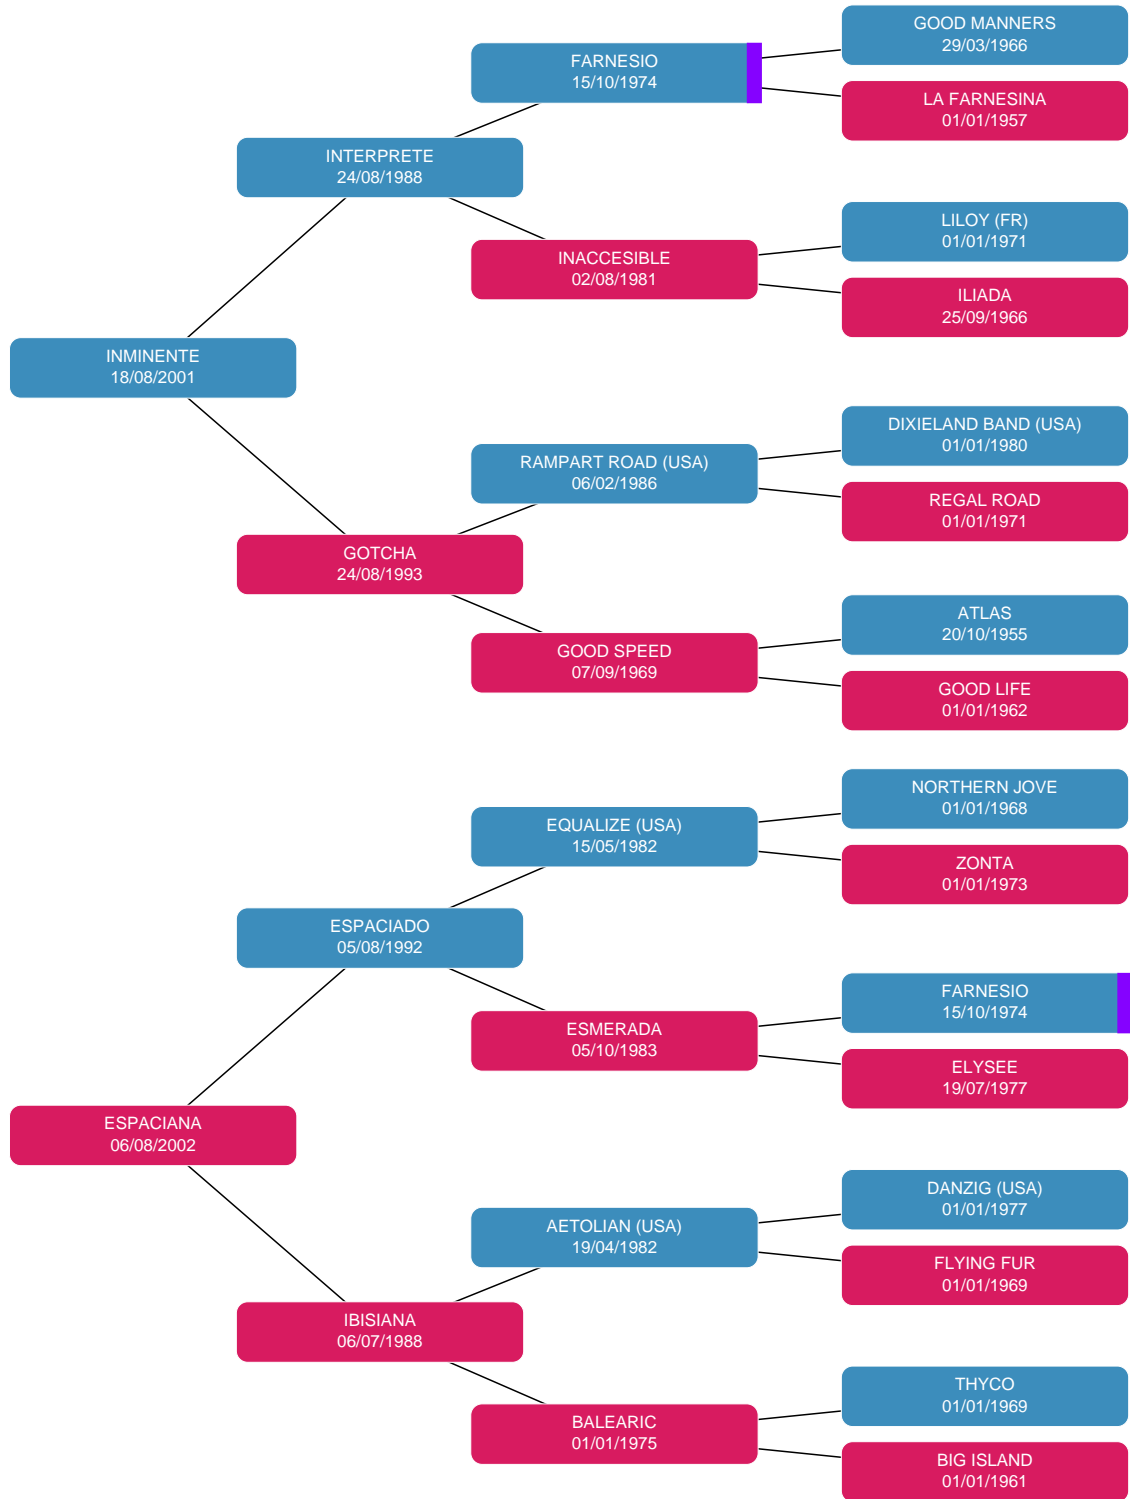 GOOD MANNERS
29/03/1966
FARNESIO
15/10/1974
LA FARNESINA
01/01/1957
INTERPRETE
24/08/1988
LILOY (FR)
01/01/1971
INACCESIBLE
02/08/1981
ILIADA
25/09/1966
INMINENTE
18/08/2001
DIXIELAND BAND (USA)
01/01/1980
RAMPART ROAD (USA)
06/02/1986
REGAL ROAD
01/01/1971
GOTCHA
24/08/1993
ATLAS
20/10/1955
GOOD SPEED
07/09/1969
GOOD LIFE
01/01/1962
NORTHERN JOVE
01/01/1968
EQUALIZE (USA)
15/05/1982
ZONTA
01/01/1973
ESPACIADO
05/08/1992
FARNESIO
15/10/1974
ESMERADA
05/10/1983
ELYSEE
19/07/1977
ESPACIANA
06/08/2002
DANZIG (USA)
01/01/1977
AETOLIAN (USA)
19/04/1982
FLYING FUR
01/01/1969
IBISIANA
06/07/1988
THYCO
01/01/1969
BALEARIC
01/01/1975
BIG ISLAND
01/01/1961